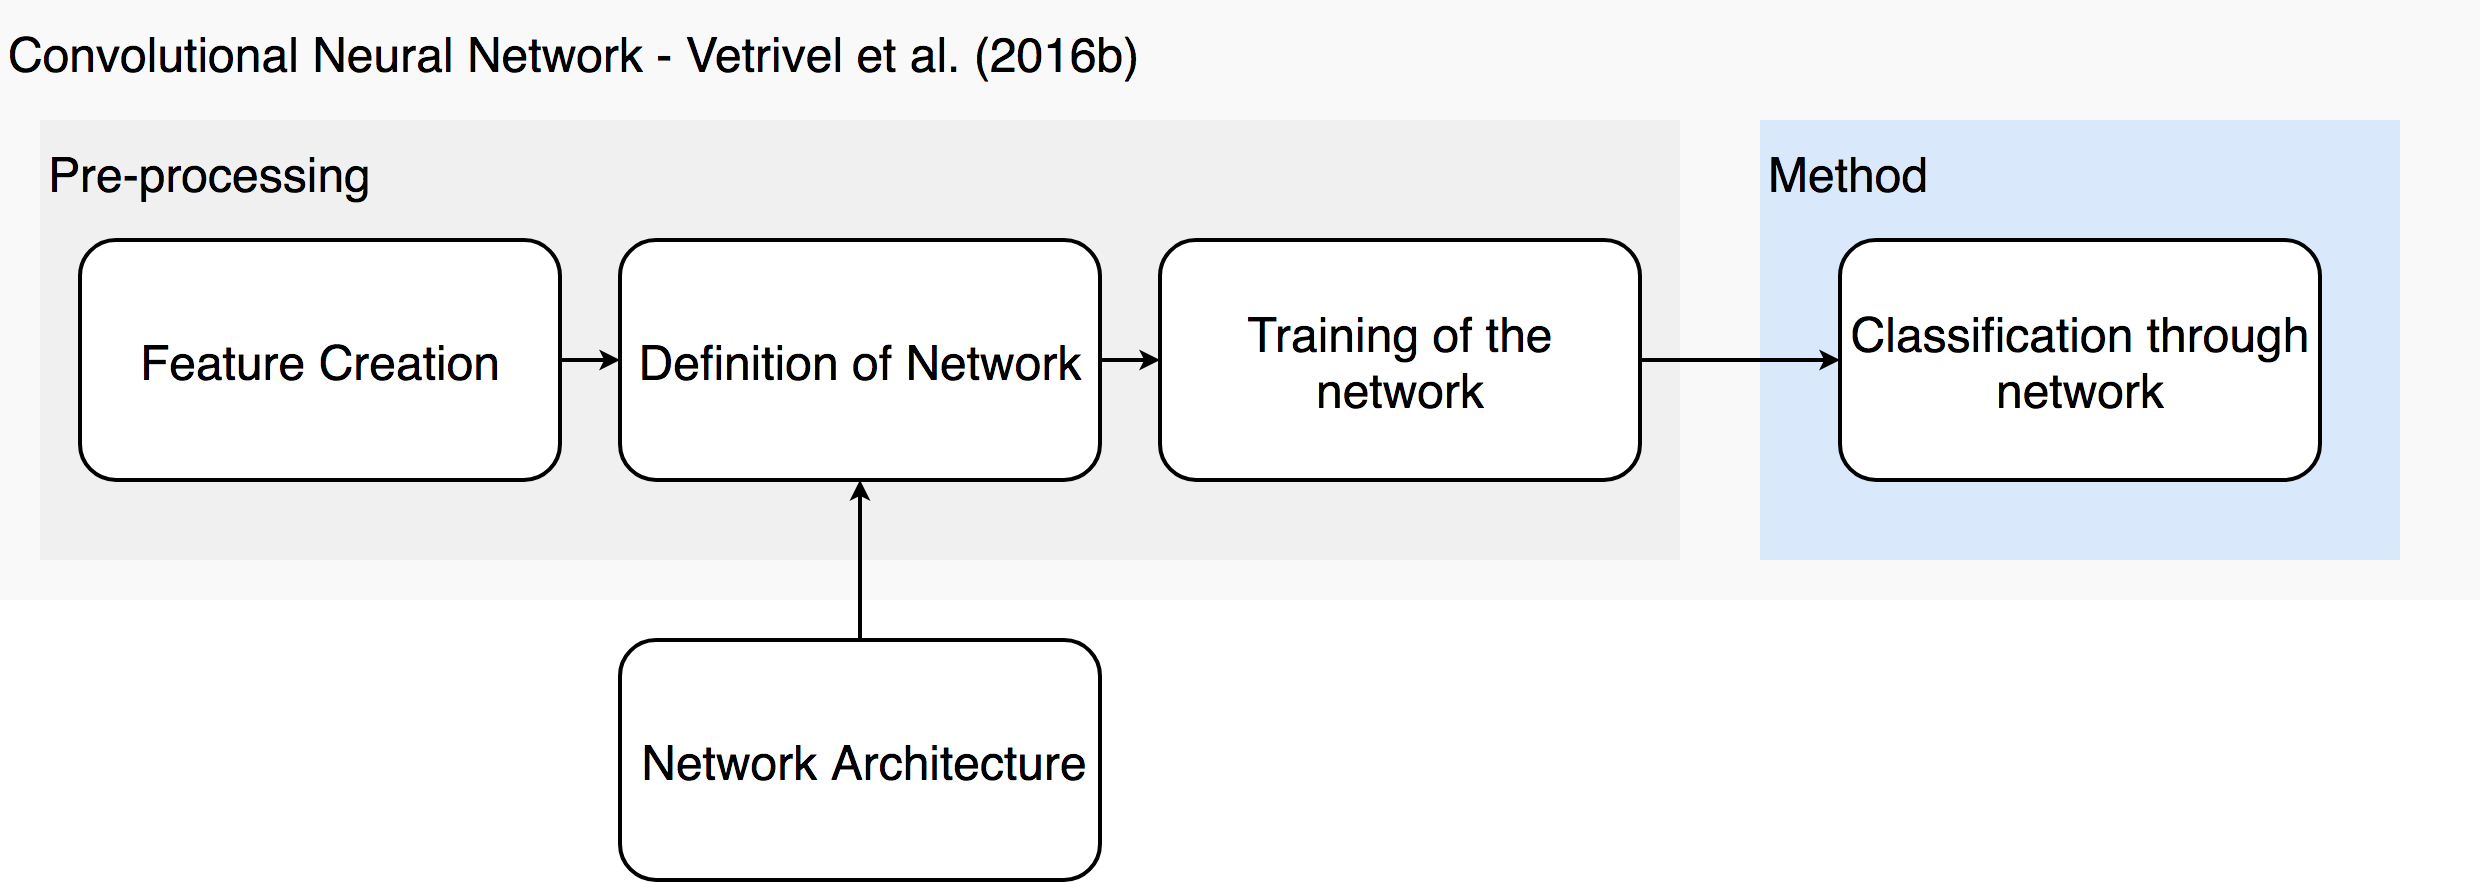 Convolutional Neural Network - Vetrivel et al. (2016b)
Pre-processing
Method
Feature Creation
Definition of Network
Training of the
network
Classification through
network
Network Architecture